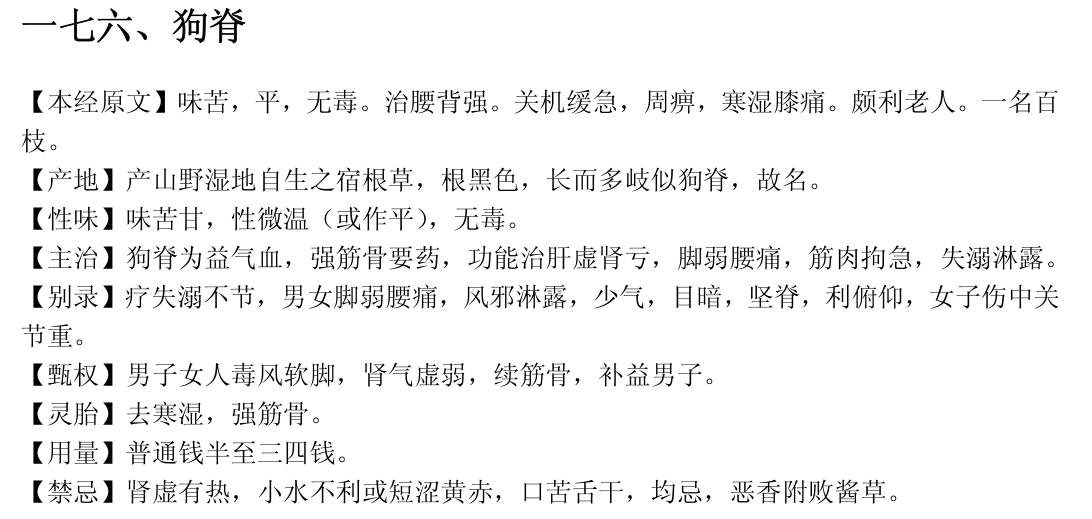 一七六、狗脊
【本经原文】味苦，平，无毒。治腰背强。关机缓急，周痹，寒湿膝痛。颇利老人。一名百
枝。
【产地】产山野湿地自生之宿根草，根黑色，长而多岐似狗脊，故名。
【性味】味苦甘，性微温（或作平），无毒。
【主治】狗脊为益气血，强筋骨要药，功能治肝虚肾亏，脚弱腰痛，筋肉拘急，失溺淋露。
【别录】疗失溺不节，男女脚弱腰痛，风邪淋露，少气，目暗，坚脊，利俯仰，女子伤中关
节重。
【甄权】男子女人毒风软脚，肾气虚弱，续筋骨，补益男子。
【灵胎】去寒湿，强筋骨。
【用量】普通钱半至三四钱。
【禁忌】肾虚有热，小水不利或短涩黄赤，口苦舌干，均忌，恶香附败酱草。